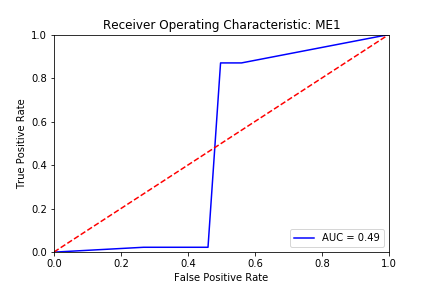 Receiver Operating Characteristic: ME1
1.0
0.8
0.6
0.4
0.2
0.0
True Positive Rate
AUC = 0.49
0.0 0.2 0.4 0.6 0.8 1.0
False Positive Rate